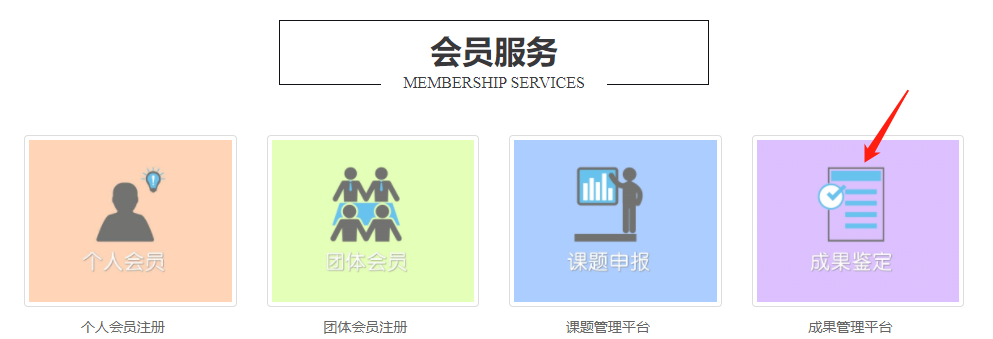 会员服务
MEMBERSHIP SERVICES
个人会员
团体会员
课题申报
成果鉴定
个人会员注册
团体会员注册
课题管理平台
成果管理平台